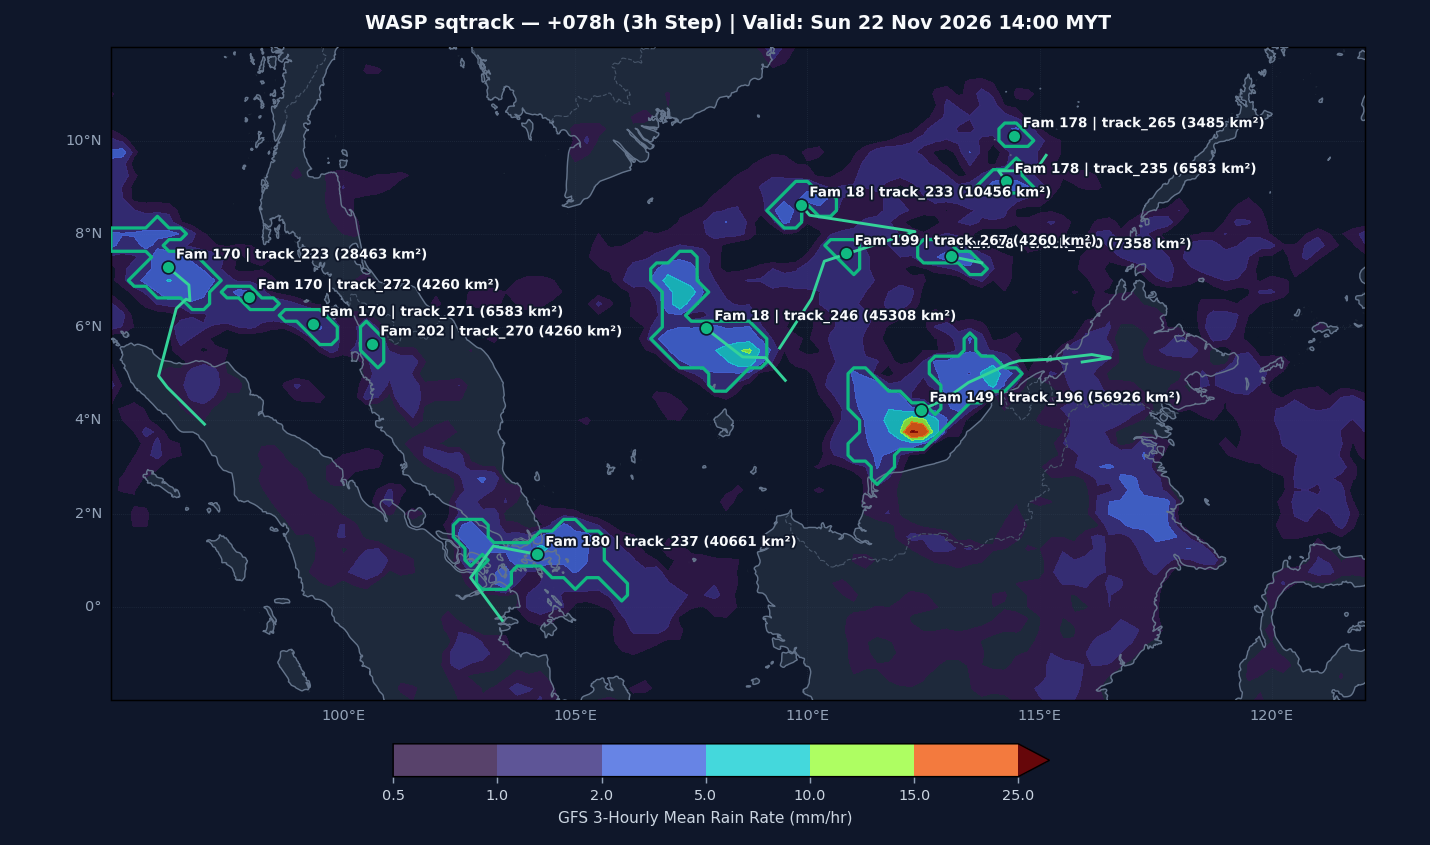 WASP sqtrack — +078h (3h Step) | Valid: Sun 22 Nov 2026 14:00 MYT
10°N
8°N
6°N
4°N
2°N
0°
Fam 178 | track_265 (3485 km²)
Fam 178 | track_235 (6583 km²)
Fam 18 | track_233 (10456 km²)
Fam 199 | track_267 (4260 km²)
(7358 km²)
Fam 170 | track_223 (28463 km²)
Fam 170 | track_272 (4260 km²)
Fam 170 | track_271 (6583 km²)
Fam 18 | track_246 (45308 km²)
Fam 202 | track_270 (4260 km²)
Fam 149 | track_196 (56926 km²)
Fam 180 | track_237 (40661 km²)
100°E 105°E 110°E 115°E 120°E
0.5 1.0 2.0 5.0 10.0 15.0 25.0
GFS 3-Hourly Mean Rain Rate (mm/hr)